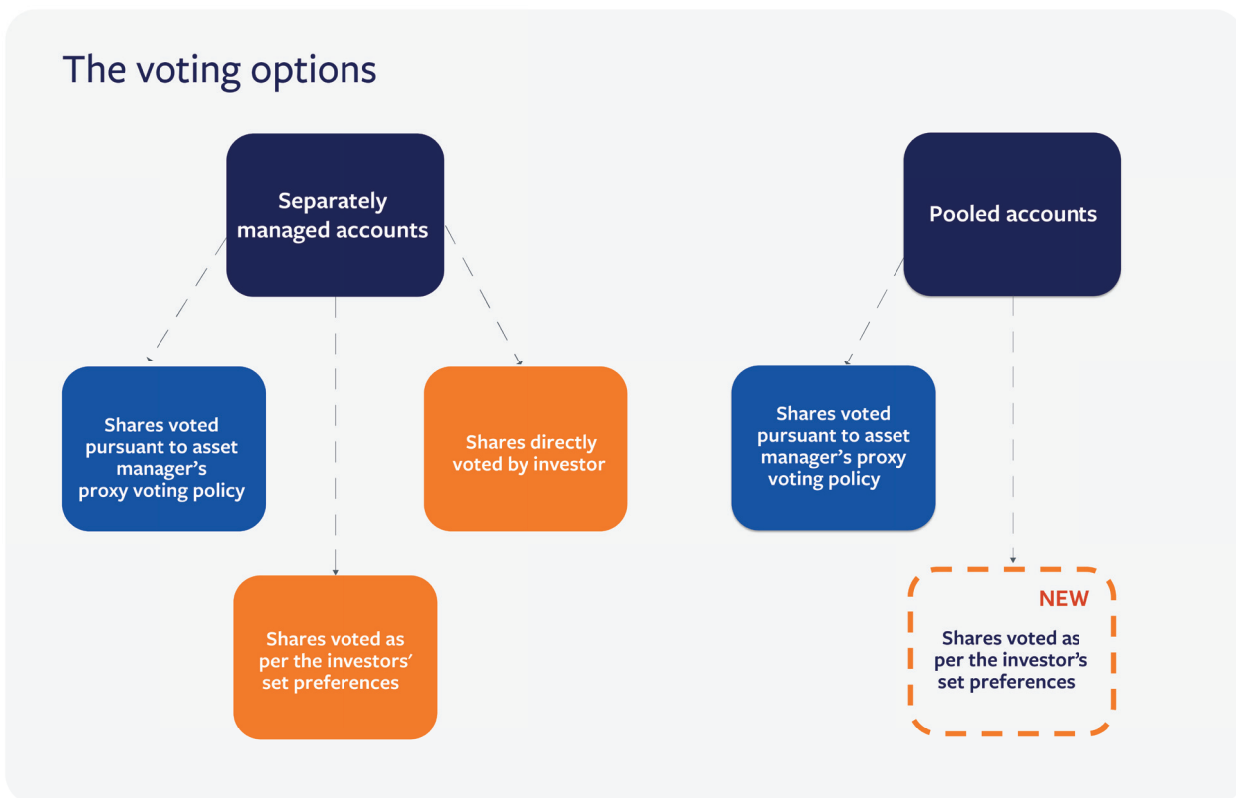 The voting options
Separately
managed accounts
Pooled accounts
Shares voted
pursuant to asset
manager's
proxy voting policy
Shares directly
voted by investor
Shares voted
pursuant to asset
manager's proxy
voting policy
Shares voted as
per the investors'
set preferences
NEW
Shares voted as
per the investor's
set preferences